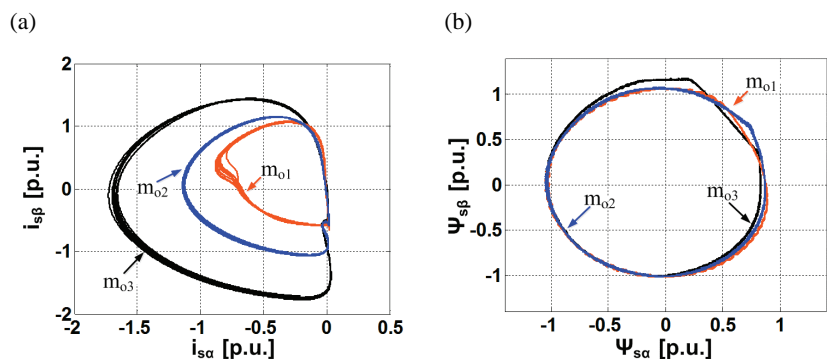 (a)
(b)
2
1
0
-1
-2
-2
-1.5
-1
-0.5
0
0.5
i_sβ [p.u.]
i_sα [p.u.]
m_o1
m_o2
m_o3
1
0.5
0
-0.5
-1
-1
-0.5
0
0.5
1
Ψ_sβ [p.u.]
Ψ_sα [p.u.]
m_o1
m_o3
m_o2